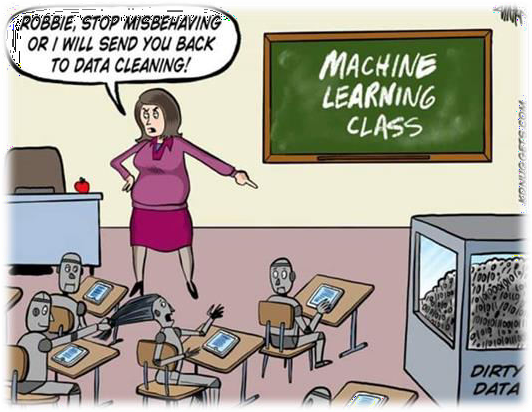 ROBBIE, STOP MISBEHAVING
OR I WILL SEND YOU BACK
TO DATA CLEANING!
MACHINE
LEARNING
CLASS
DIRTY
DATA